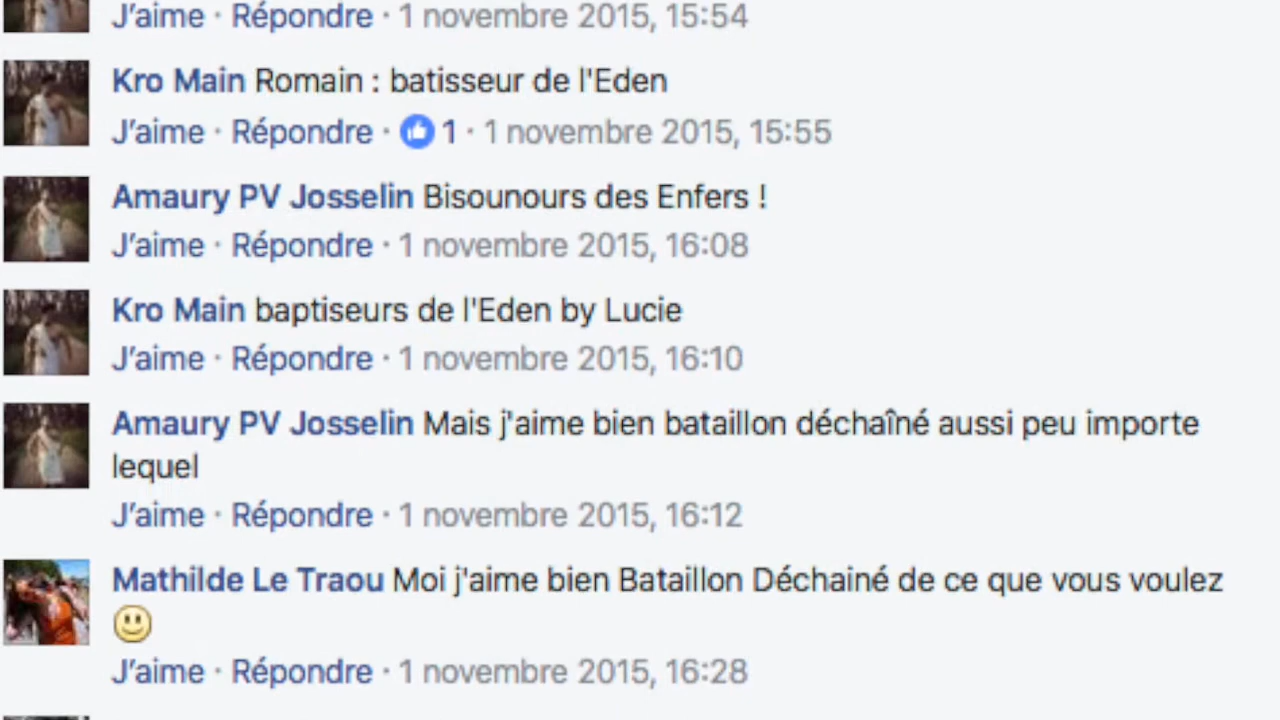 J'aime · Répondre · 1 novembre 2015, 15:54
Kro Main Romain : batisseur de l'Eden
J'aime · Répondre · 1 · 1 novembre 2015, 15:55
Amaury PV Josselin Bisounours des Enfers !
J'aime · Répondre · 1 novembre 2015, 16:08
Kro Main baptiseurs de l'Eden by Lucie
J'aime · Répondre · 1 novembre 2015, 16:10
Amaury PV Josselin Mais j'aime bien bataillon déchaîné aussi peu importe
lequel
J'aime · Répondre · 1 novembre 2015, 16:12
Mathilde Le Traou Moi j'aime bien Bataillon Déchainé de ce que vous voulez
J'aime · Répondre · 1 novembre 2015, 16:28